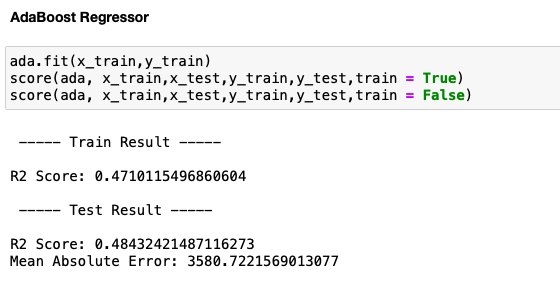 AdaBoost Regressor
ada.fit(x_train,y_train)
score(ada, x_train,x_test,y_train,y_test,train = True)
score(ada, x_train,x_test,y_train,y_test,train = False)
----- Train Result -----
R2 Score: 0.4710115496860604
----- Test Result -----
R2 Score: 0.48432421487116273
Mean Absolute Error: 3580.7221569013077